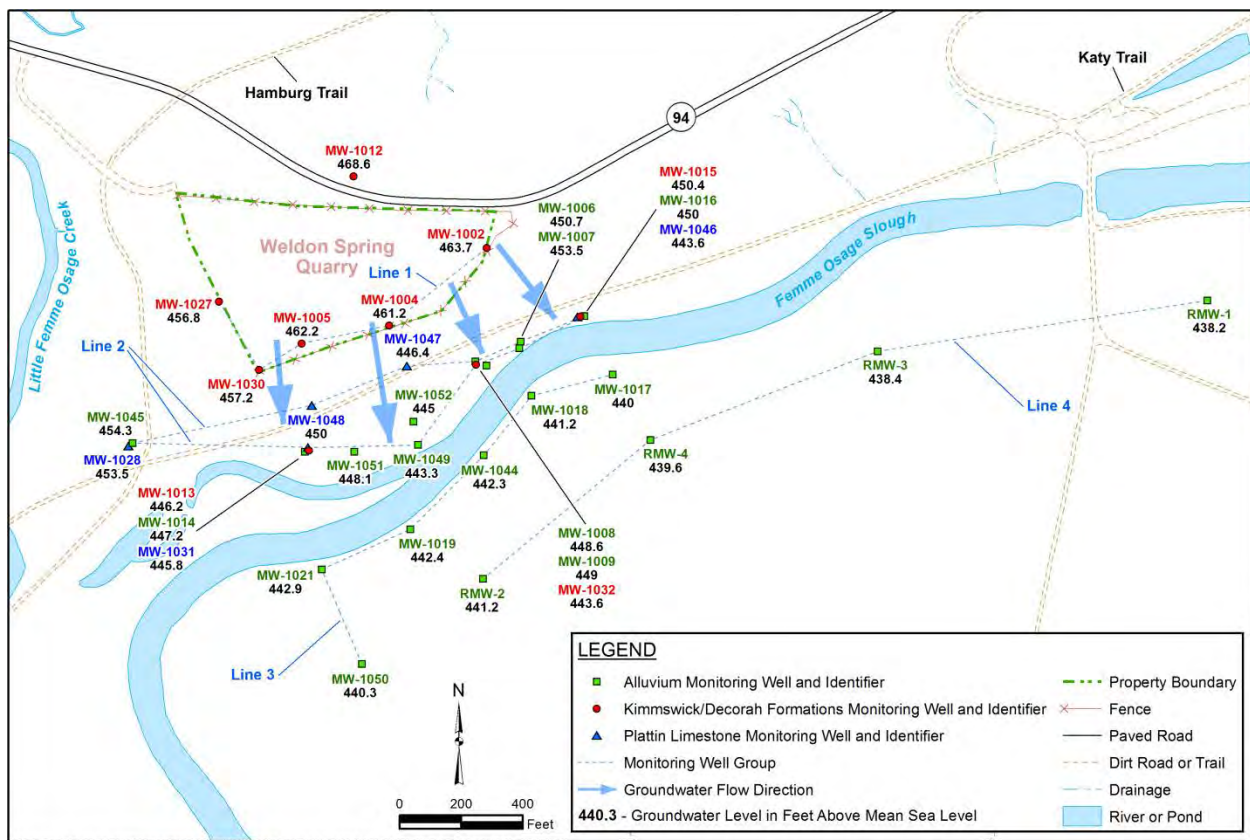 Hamburg Trail
Katy Trail
94
MW-1012
468.6
MW-1015
450.4
MW-1016
450
MW-1046
443.6
MW-1006
450.7
MW-1007
453.5
MW-1002
463.7
Weldon Spring
Quarry
Line 1
Little Femme Osage Creek
Femme Osage Slough
MW-1027
456.8
MW-1005
462.2
MW-1004
461.2
MW-1047
446.4
RMW-1
438.2
Line 2
MW-1030
457.2
RMW-3
438.4
MW-1052
445
MW-1017
440
MW-1018
441.2
Line 4
MW-1045
454.3
MW-1028
453.5
MW-1048
450
MW-1051
448.1
MW-1049
443.3
MW-1044
442.3
RMW-4
439.6
MW-1013
446.2
MW-1014
447.2
MW-1031
445.8
MW-1008
448.6
MW-1009
449
MW-1032
443.6
MW-1019
442.4
MW-1021
442.9
RMW-2
441.2
Line 3
MW-1050
440.3
N
0 200 400
Feet
LEGEND
Alluvium Monitoring Well and Identifier
Kimmswick/Decorah Formations Monitoring Well and Identifier
Plattin Limestone Monitoring Well and Identifier
Monitoring Well Group
Groundwater Flow Direction
440.3 - Groundwater Level in Feet Above Mean Sea Level
Property Boundary
Fence
Paved Road
Dirt Road or Trail
Drainage
River or Pond